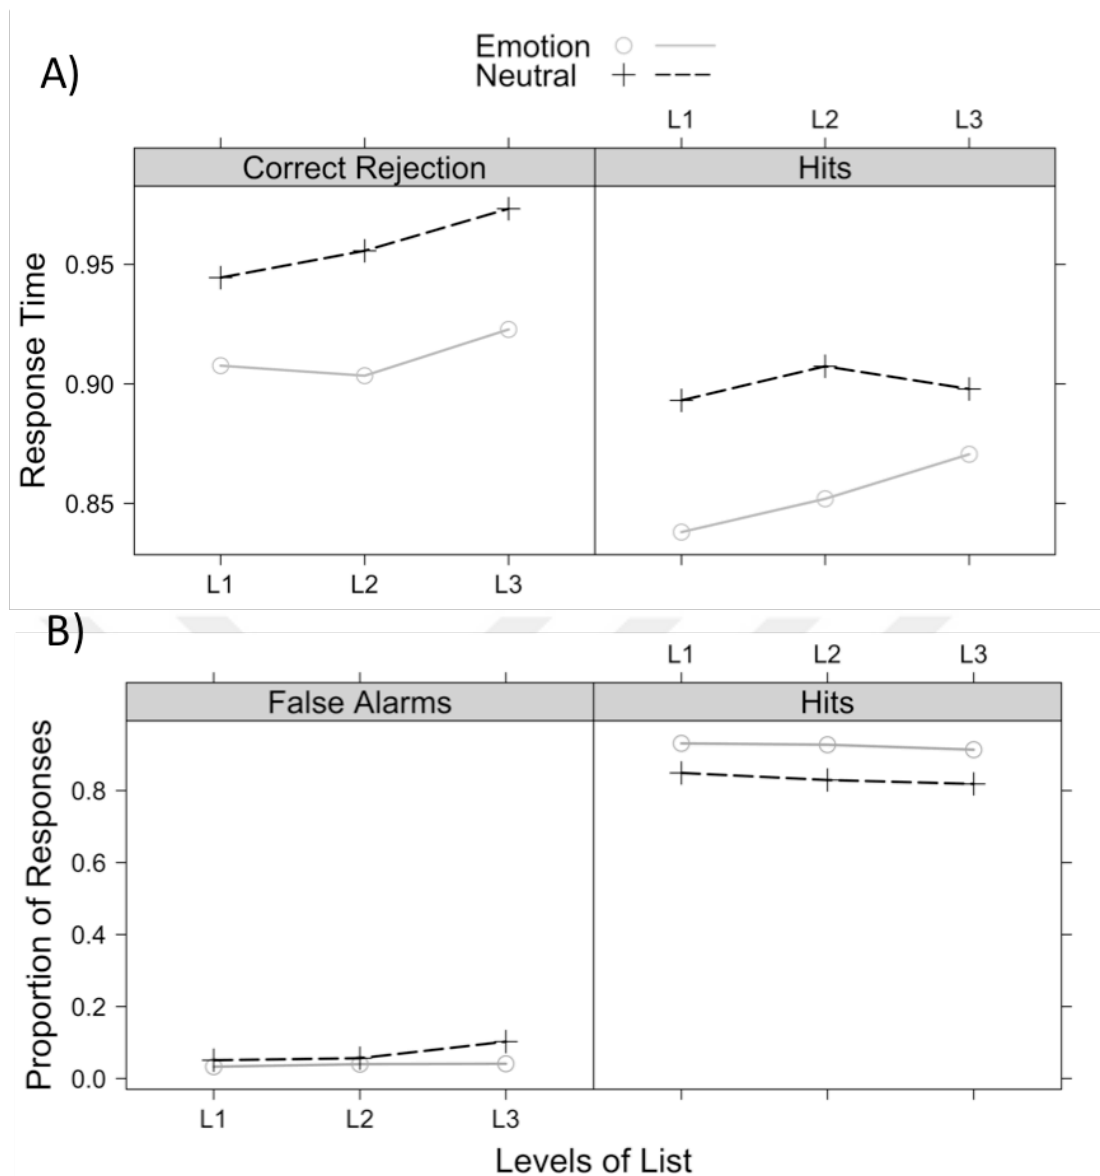 Emotion
Neutral
A)
L1 L2 L3
Correct Rejection Hits
Response Time
0.95
0.90
0.85
L1 L2 L3
B)
L1 L2 L3
False Alarms Hits
Proportion of Responses
0.8
0.6
0.4
0.2
0.0
L1 L2 L3
Levels of List